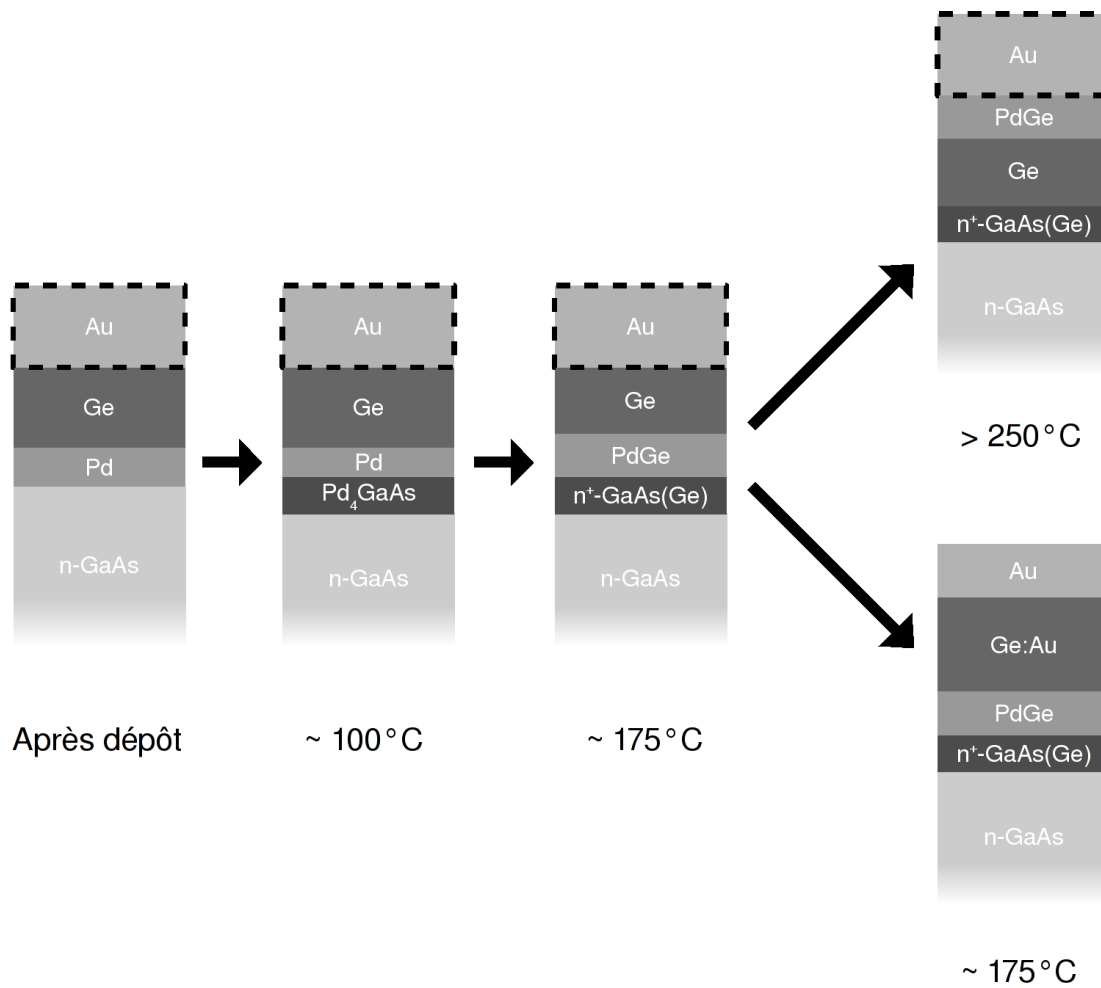 Au
Ge
Pd
n-GaAs
Après dépôt
Au
Ge
Pd
Pd₄GaAs
n-GaAs
~ 100°C
Au
Ge
PdGe
n⁺-GaAs(Ge)
n-GaAs
~ 175°C
Au
PdGe
Ge
n⁺-GaAs(Ge)
n-GaAs
> 250°C
Au
Ge:Au
PdGe
n⁺-GaAs(Ge)
n-GaAs
~ 175°C